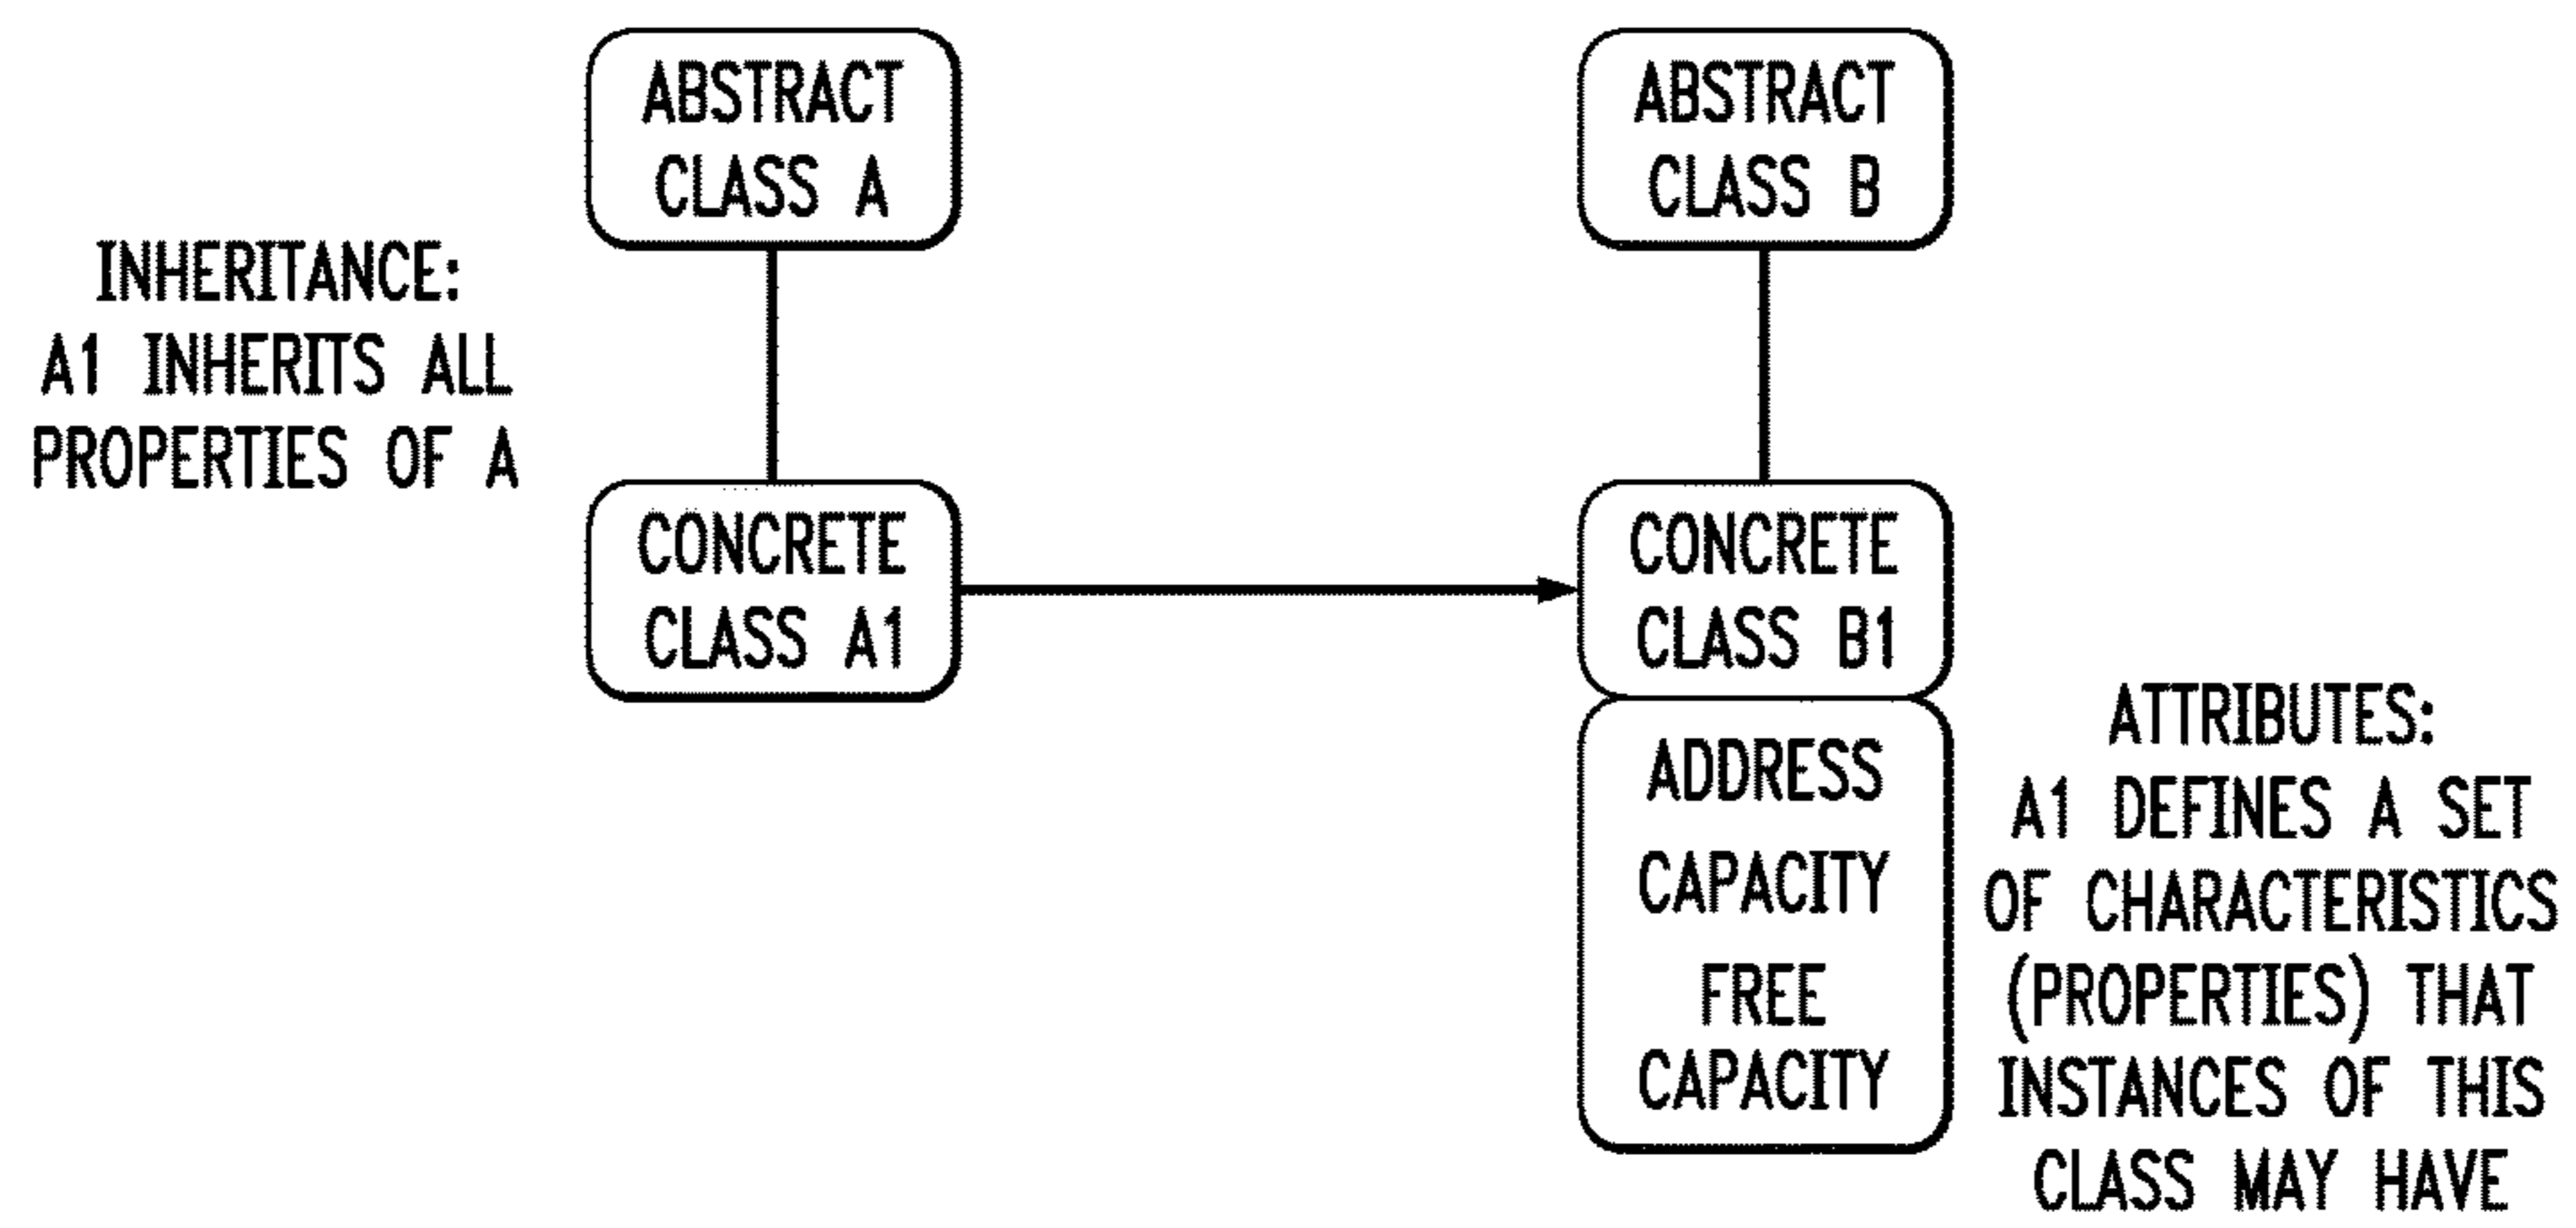 ABSTRACT
CLASS A
ABSTRACT
CLASS B
INHERITANCE:
A1 INHERITS ALL
PROPERTIES OF A
CONCRETE
CLASS A1
CONCRETE
CLASS B1
ADDRESS
CAPACITY
FREE
CAPACITY
ATTRIBUTES:
A1 DEFINES A SET
OF CHARACTERISTICS
(PROPERTIES) THAT
INSTANCES OF THIS
CLASS MAY HAVE